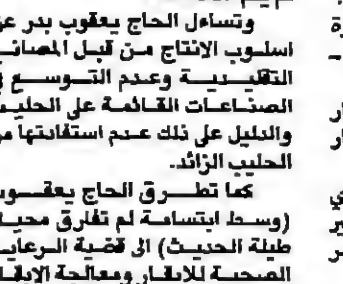 وتساءل الحاج يعقوب بدر عن
اسلوب الانتاج من قبل المصانع
التقليدية وعدم التوسع في
الصناعات القائمة على الحليب
والدليل على ذلك عدم استفادتها من
الحليب الزائد.
كما تطرق الحاج يعقوب
(وسط ابتسامة لم تفارق محياه
طيلة الحديث) الى قضية الرعاية
الصحية للابقار ومعالجة الابقار